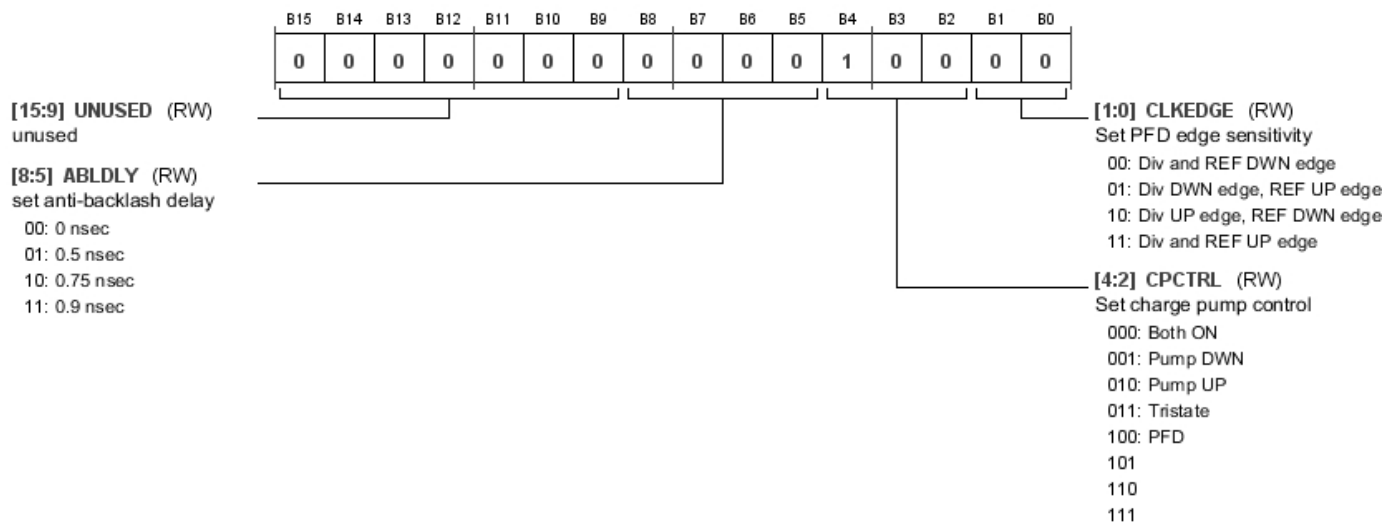 B15 B14 B13 B12 B11 B10 B9 B8 B7 B6 B5 B4 B3 B2 B1 B0
0 0 0 0 0 0 0 0 0 0 0 1 0 0 0 0
[15:9] UNUSED (RW)
unused
[8:5] ABLDLY (RW)
set anti-backlash delay
00: 0 nsec
01: 0.5 nsec
10: 0.75 nsec
11: 0.9 nsec
[1:0] CLKEDGE (RW)
Set PFD edge sensitivity
00: Div and REF DWN edge
01: Div DWN edge, REF UP edge
10: Div UP edge, REF DWN edge
11: Div and REF UP edge
[4:2] CPCTRL (RW)
Set charge pump control
000: Both ON
001: Pump DWN
010: Pump UP
011: Tristate
100: PFD
101
110
111